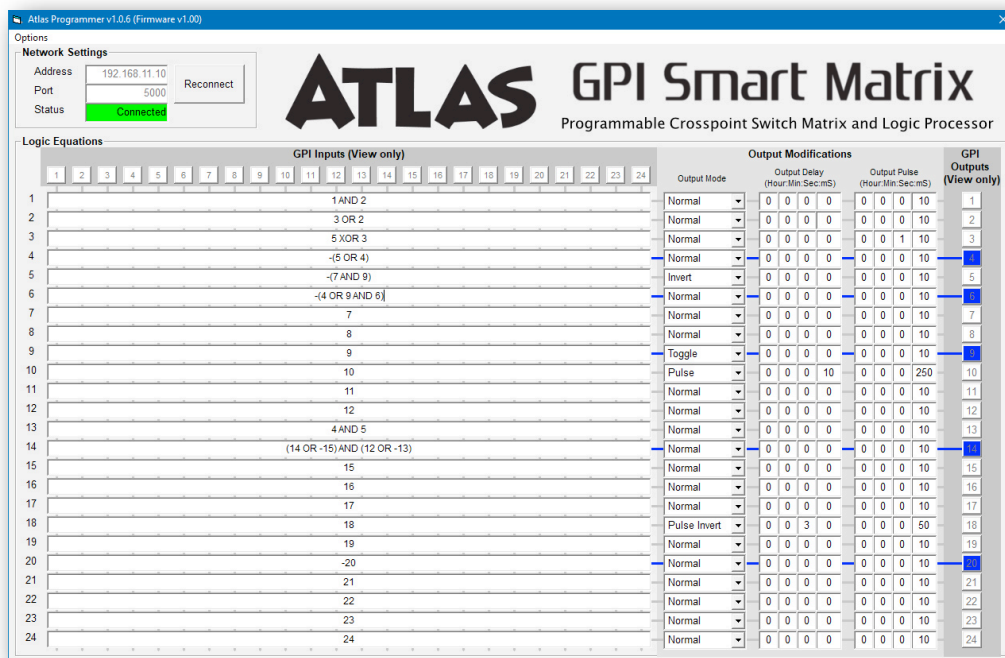 Atlas Programmer v1.0.6 (Firmware v1.00)
Options
Network Settings
Address 192.168.11.10
Port 5000
Reconnect
Status Connected
ATLAS GPI Smart Matrix
Programmable Crosspoint Switch Matrix and Logic Processor
Logic Equations
GPI Inputs (View only)
Output Modifications
GPI Outputs (View only)
1 2 3 4 5 6 7 8 9 10 11 12 13 14 15 16 17 18 19 20 21 22 23 24
Output Mode
Output Delay (Hour:Min:Sec:mS)
Output Pulse (Hour:Min:Sec:mS)
1 1 AND 2 Normal 0 0 0 0 0 0 0 10 1
2 3 OR 2 Normal 0 0 0 0 0 0 0 10 2
3 5 XOR 3 Normal 0 0 0 0 0 0 1 10 3
4 -(5 OR 4) Normal 0 0 0 0 0 0 0 10 4
5 -(7 AND 9) Invert 0 0 0 0 0 0 0 10 5
6 -(4 OR 9 AND 6) Normal 0 0 0 0 0 0 0 10 6
7 7 Normal 0 0 0 0 0 0 0 10 7
8 8 Normal 0 0 0 0 0 0 0 10 8
9 9 Toggle 0 0 0 0 0 0 0 10 9
10 10 Pulse 0 0 0 10 0 0 0 250 10
11 11 Normal 0 0 0 0 0 0 0 10 11
12 12 Normal 0 0 0 0 0 0 0 10 12
13 4 AND 5 Normal 0 0 0 0 0 0 0 10 13
14 (14 OR -15) AND (12 OR -13) Normal 0 0 0 0 0 0 0 10 14
15 15 Normal 0 0 0 0 0 0 0 10 15
16 16 Normal 0 0 0 0 0 0 0 10 16
17 17 Normal 0 0 0 0 0 0 0 10 17
18 18 Pulse Invert 0 0 3 0 0 0 0 50 18
19 19 Normal 0 0 0 0 0 0 0 10 19
20 -20 Normal 0 0 0 0 0 0 0 10 20
21 21 Normal 0 0 0 0 0 0 0 10 21
22 22 Normal 0 0 0 0 0 0 0 10 22
23 23 Normal 0 0 0 0 0 0 0 10 23
24 24 Normal 0 0 0 0 0 0 0 10 24